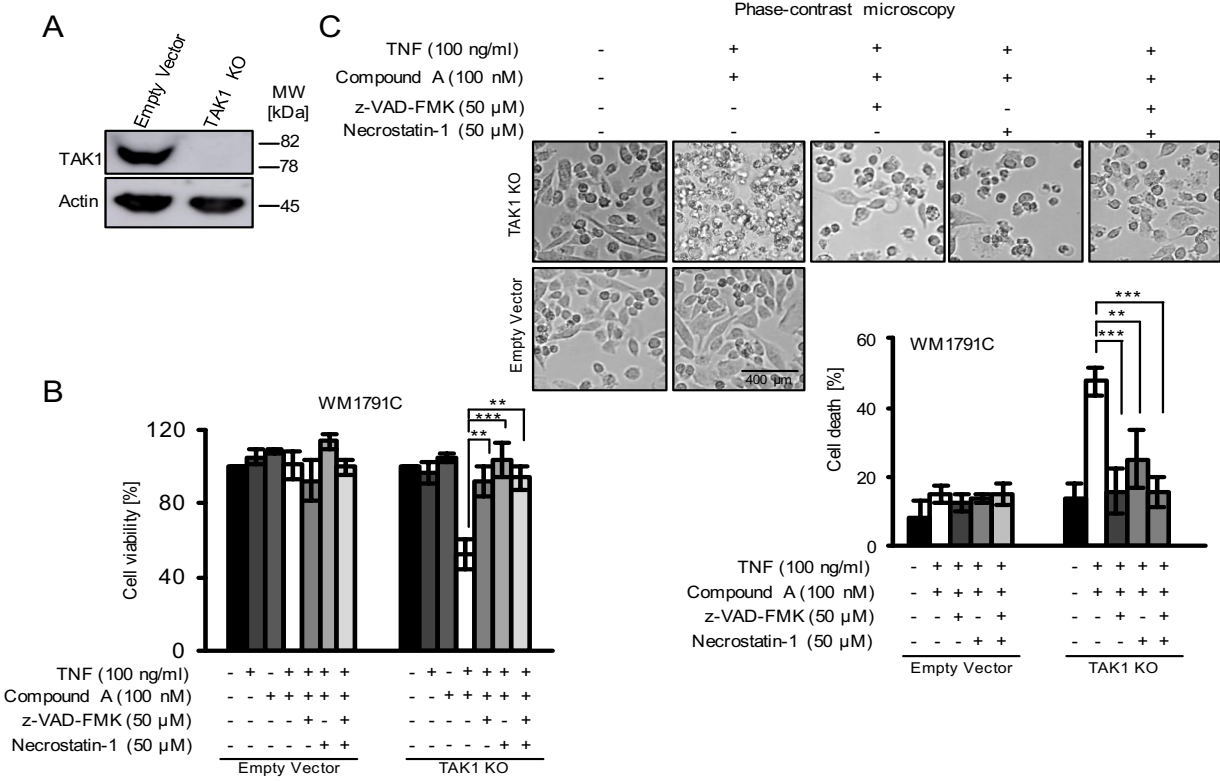 A
Empty Vector
TAK1 KO
MW
[kDa]
TAK1
82
78
Actin
45
C
Phase-contrast microscopy
TNF (100 ng/ml) - + + + +
Compound A (100 nM) - + + + +
z-VAD-FMK (50 µM) - - + - +
Necrostatin-1 (50 µM) - - - + +
TAK1 KO
Empty Vector
400 µm
B
WM1791C
Cell viability [%]
120
80
40
0
** 
***
**
TNF (100 ng/ml) - + - + + + + - + - + + + +
Compound A (100 nM) - - + + + + + - - + + + + +
z-VAD-FMK (50 µM) - - - - + - + - - - - + - +
Necrostatin-1 (50 µM) - - - - - + + - - - - - + +
Empty Vector TAK1 KO
WM1791C
Cell death [%]
60
40
20
0
***
**
***
TNF (100 ng/ml) - + + + + - + + + +
Compound A (100 nM) - + + + + - + + + +
z-VAD-FMK (50 µM) - - + - + - - + - +
Necrostatin-1 (50 µM) - - - + + - - - + +
Empty Vector TAK1 KO